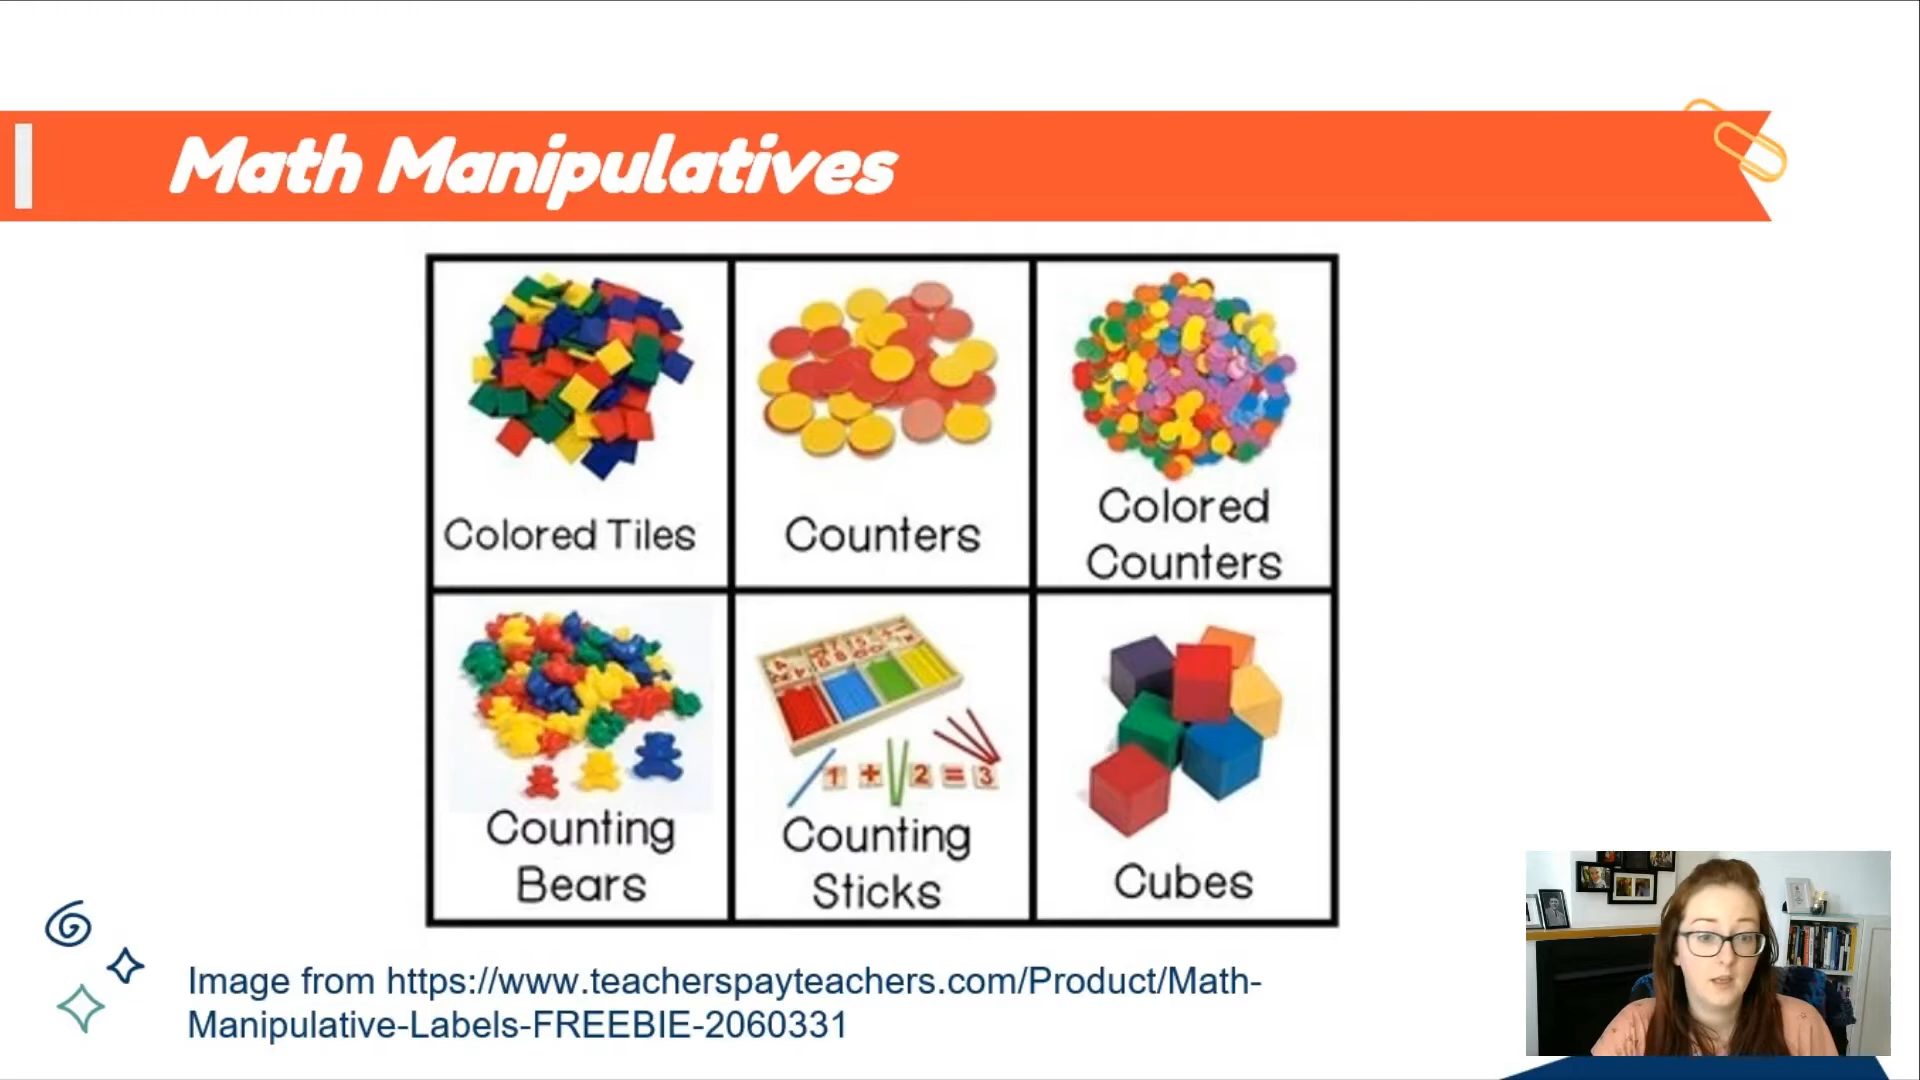 Math Manipulatives
Colored Tiles
Counters
Colored
Counters
Counting
Bears
1 + 2 = 3
Counting
Sticks
Cubes
Image from https://www.teacherspayteachers.com/Product/Math-
Manipulative-Labels-FREEBIE-2060331